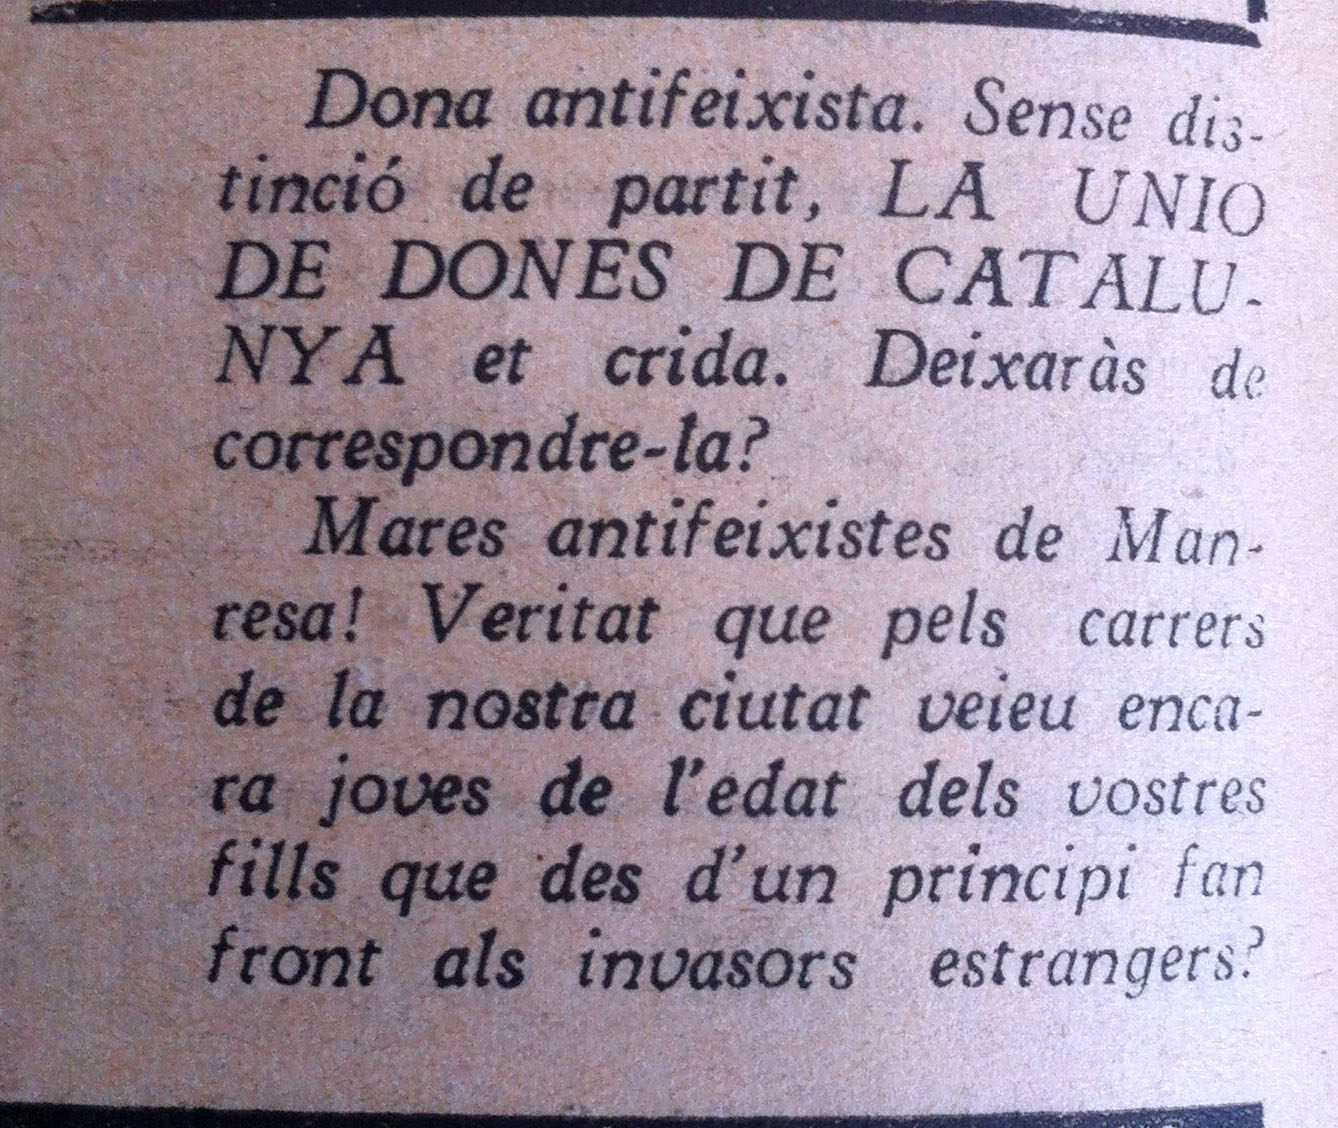 Dona antifeixista. Sense dis-
tinció de partit, LA UNIO
DE DONES DE CATALU-
NYA et crida. Deixaràs de
correspondre-la?
Mares antifeixistes de Man-
resa! Veritat que pels carrers
de la nostra ciutat veieu enca-
ra joves de l'edat dels vostres
fills que des d'un principi fan
front als invasors estrangers?